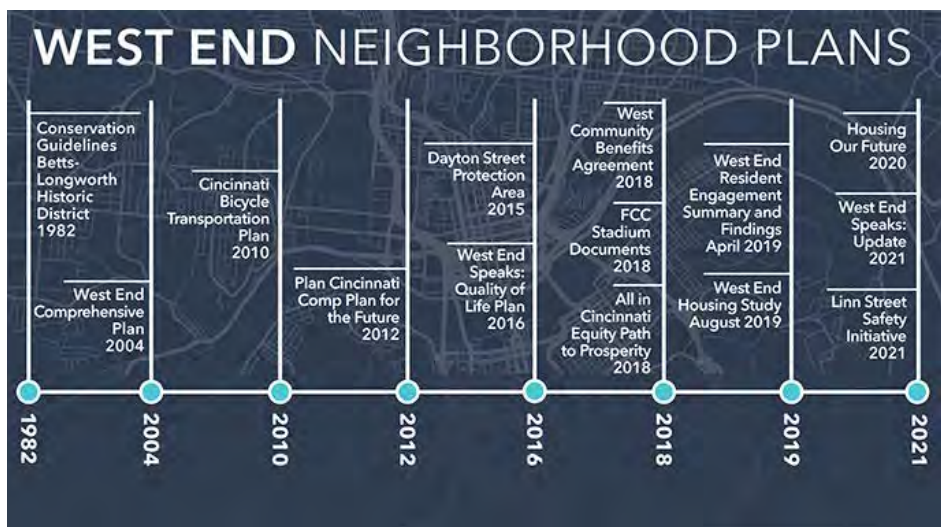 WEST END NEIGHBORHOOD PLANS
Conservation
Guidelines
Betts-
Longworth
Historic
District
1982
West End
Comprehensive
Plan
2004
Cincinnati
Bicycle
Transportation
Plan
2010
Plan Cincinnati
Comp Plan for
the Future
2012
Dayton Street
Protection
Area
2015
West End
Speaks:
Quality of
Life Plan
2016
West
Community
Benefits
Agreement
2018
FCC
Stadium
Documents
2018
All in
Cincinnati
Equity Path
to Prosperity
2018
West End
Resident
Engagement
Summary and
Findings
April 2019
West End
Housing Study
August 2019
Housing
Our Future
2020
West End
Speaks:
Update
2021
Linn Street
Safety
Initiative
2021
1982
2004
2010
2012
2016
2018
2019
2021